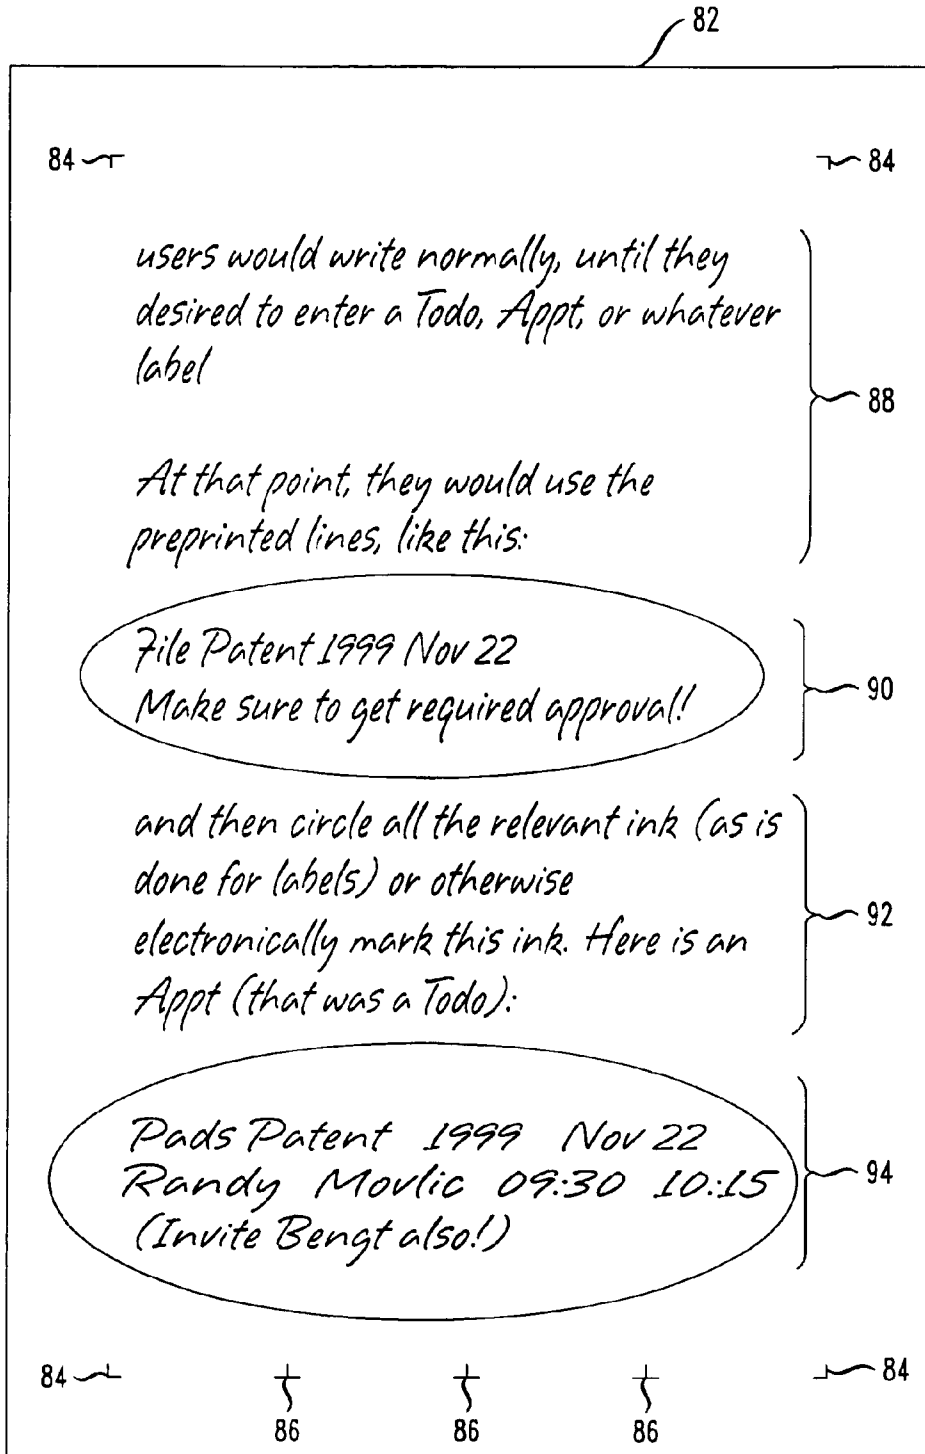 82
84 84
users would write normally, until they
desired to enter a Todo, Appt, or whatever
label
88
At that point, they would use the
preprinted lines, like this:
File Patent 1999 Nov 22
90
Make sure to get required approval!
and then circle all the relevant ink (as is
done for labels) or otherwise
92
electronically mark this ink. Here is an
Appt (that was a Todo):
Pads Patent 1999 Nov 22
Randy Movlic 09:30 10:15
94
(Invite Bengt also!)
84 84
86 86 86